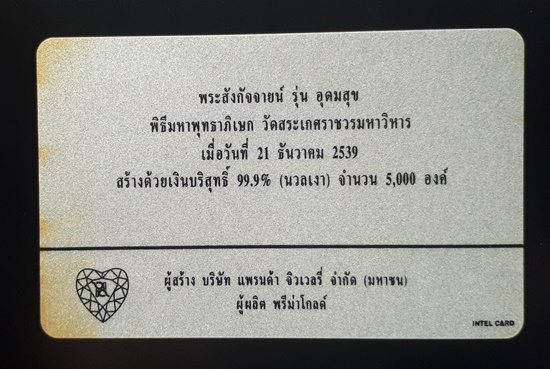 พระสังกัจจายน์ รุ่น อุดมสุข
พิธีมหาพุทธาภิเษก วัดสระเกศราชวรมหาวิหาร
เมื่อวันที่ 21 ธันวาคม 2539
สร้างด้วยเงินบริสุทธิ์ 99.9% (นวลเงา) จำนวน 5,000 องค์
ผู้สร้าง บริษัท แพรนด้า จิวเวลรี่ จำกัด (มหาชน)
ผู้ผลิต พรีม่าโกลด์
INTEL CARD